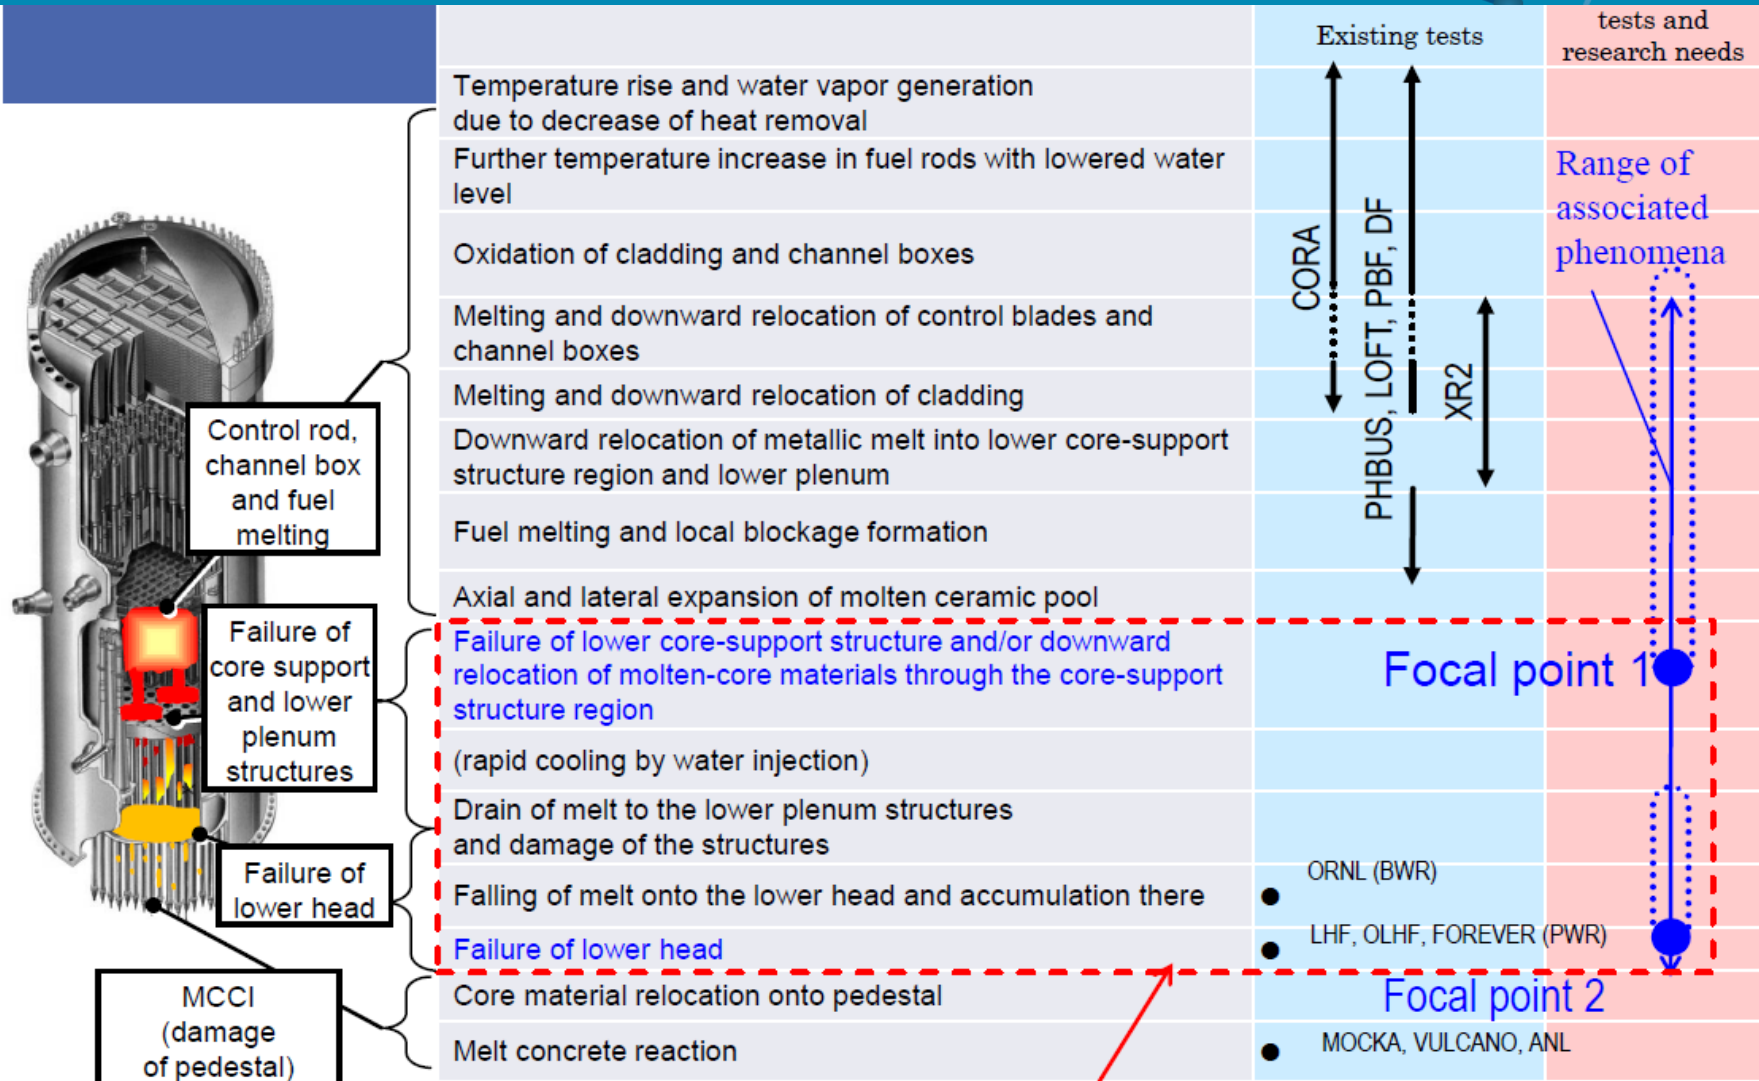 Existing tests
tests and
research needs
Temperature rise and water vapor generation
due to decrease of heat removal
Further temperature increase in fuel rods with lowered water
level
Oxidation of cladding and channel boxes
Melting and downward relocation of control blades and
channel boxes
Melting and downward relocation of cladding
Downward relocation of metallic melt into lower core-support
structure region and lower plenum
Fuel melting and local blockage formation
Axial and lateral expansion of molten ceramic pool
Failure of lower core-support structure and/or downward
relocation of molten-core materials through the core-support
structure region
(rapid cooling by water injection)
Drain of melt to the lower plenum structures
and damage of the structures
Falling of melt onto the lower head and accumulation there
Failure of lower head
Core material relocation onto pedestal
Melt concrete reaction
CORA
PHBUS, LOFT, PBF, DF
XR2
Range of
associated
phenomena
Focal point 1
ORNL (BWR)
LHF, OLHF, FOREVER (PWR)
Focal point 2
MOCKA, VULCANO, ANL
Control rod,
channel box
and fuel
melting
Failure of
core support
and lower
plenum
structures
Failure of
lower head
MCCI
(damage
of pedestal)